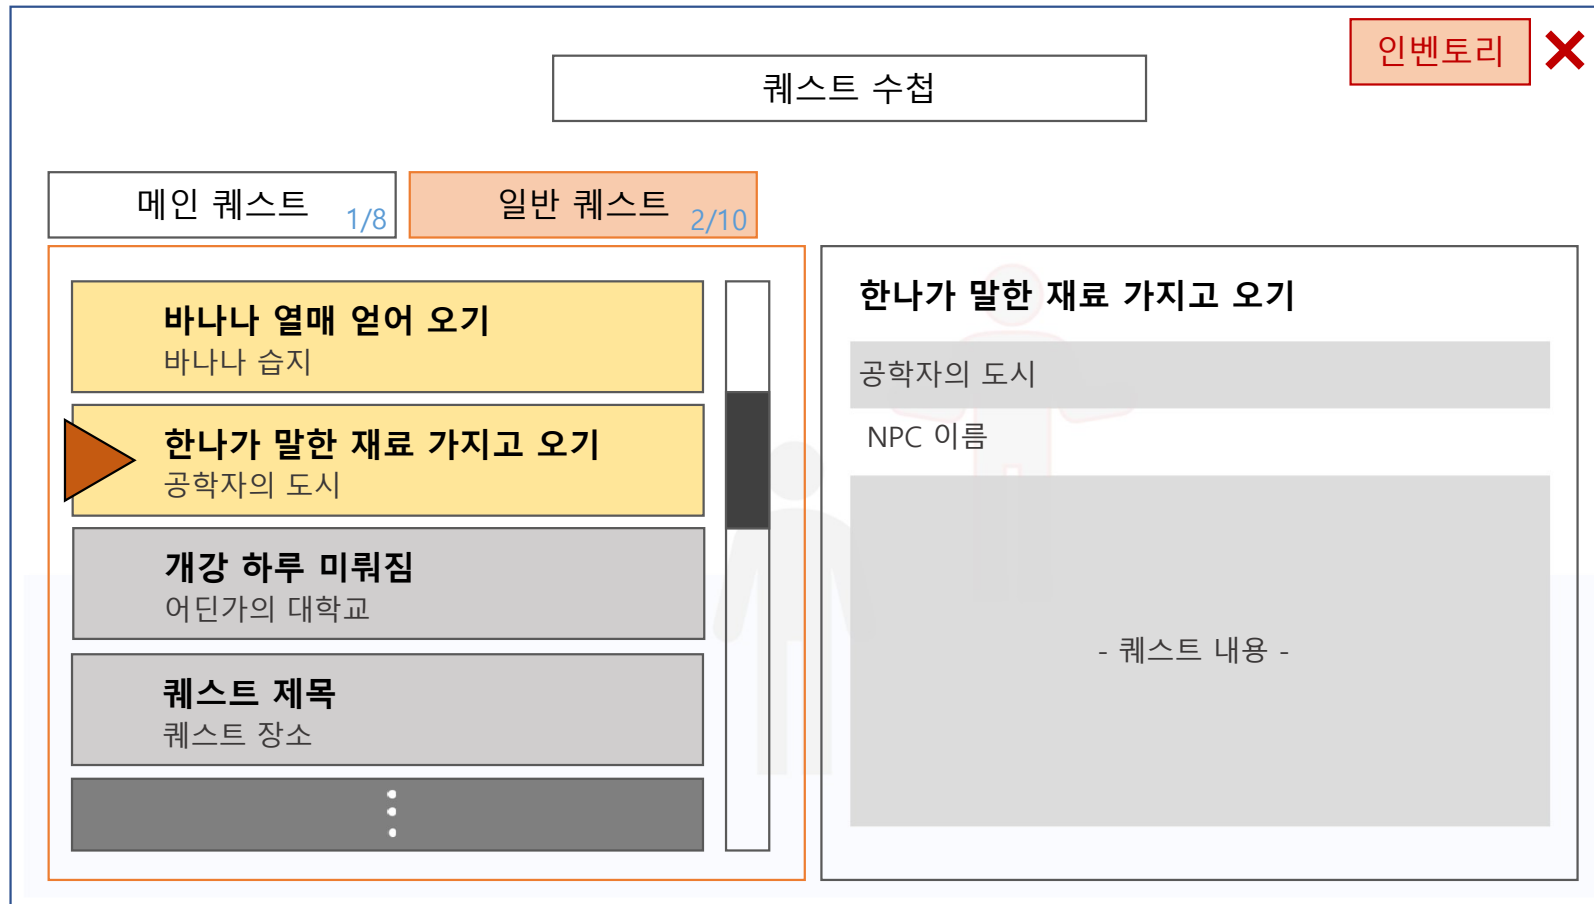 인벤토리
퀘스트 수첩
메인 퀘스트 1/8
일반 퀘스트 2/10
바나나 열매 얻어 오기
바나나 습지
한나가 말한 재료 가지고 오기
공학자의 도시
개강 하루 미뤄짐
어딘가의 대학교
퀘스트 제목
퀘스트 장소
한나가 말한 재료 가지고 오기
공학자의 도시
NPC 이름
- 퀘스트 내용 -